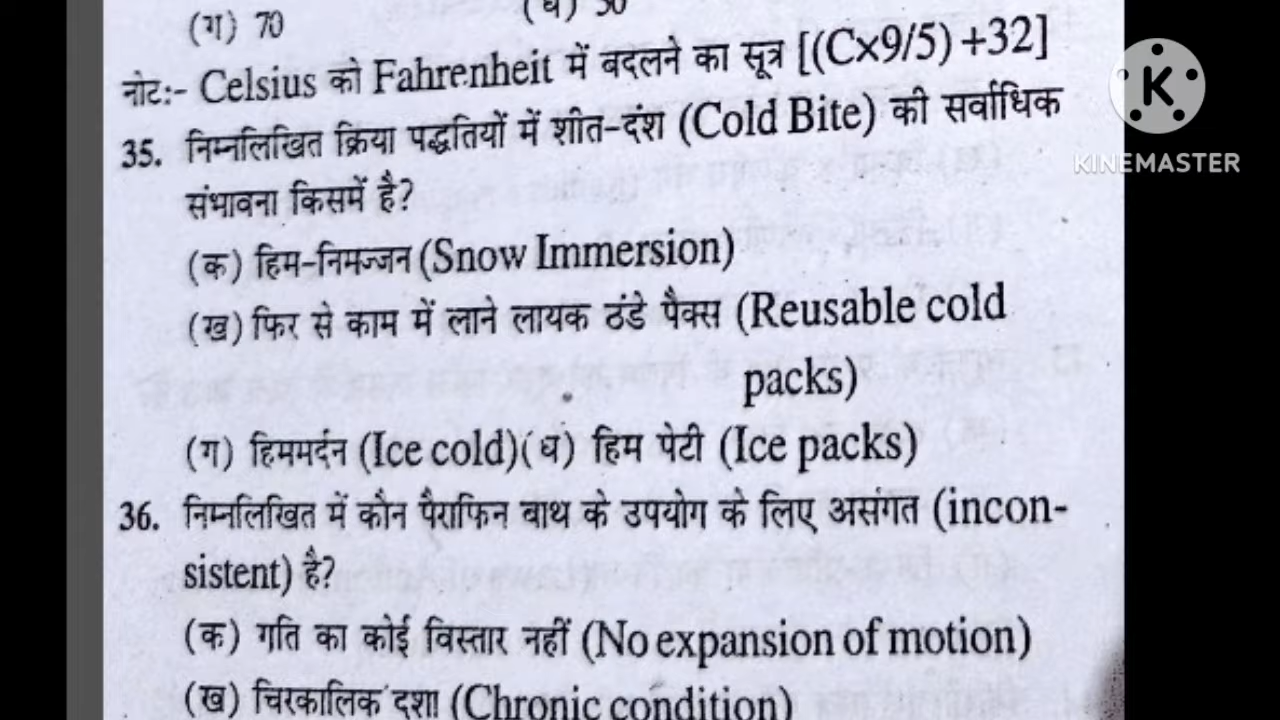 (ग) 70 (घ) 50
नोटः- Celsius को Fahrenheit में बदलने का सूत्र [(C×9/5) +32]
35. निम्नलिखित क्रिया पद्धतियों में शीत-दंश (Cold Bite) की सर्वाधिक
संभावना किसमें है?
(क) हिम-निमज्जन (Snow Immersion)
(ख) फिर से काम में लाने लायक ठंडे पैक्स (Reusable cold
packs)
(ग) हिममर्दन (Ice cold) (घ) हिम पेटी (Ice packs)
36. निम्नलिखित में कौन पैराफिन बाथ के उपयोग के लिए असंगत (incon-
sistent) है?
(क) गति का कोई विस्तार नहीं (No expansion of motion)
(ख) चिरकालिक दशा (Chronic condition)
K
KINEMASTER